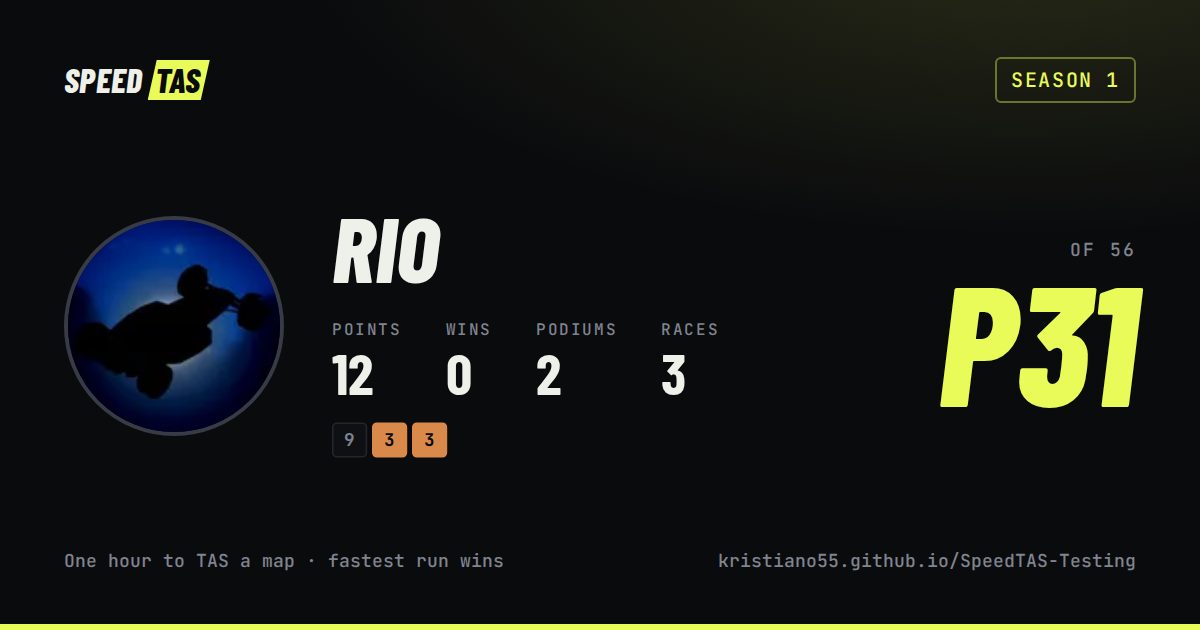 SPEED TAS
SEASON 1
RIO
POINTS WINS PODIUMS RACES
12 0 2 3
9 3 3
OF 56
P31
One hour to TAS a map · fastest run wins
kristiano55.github.io/SpeedTAS-Testing